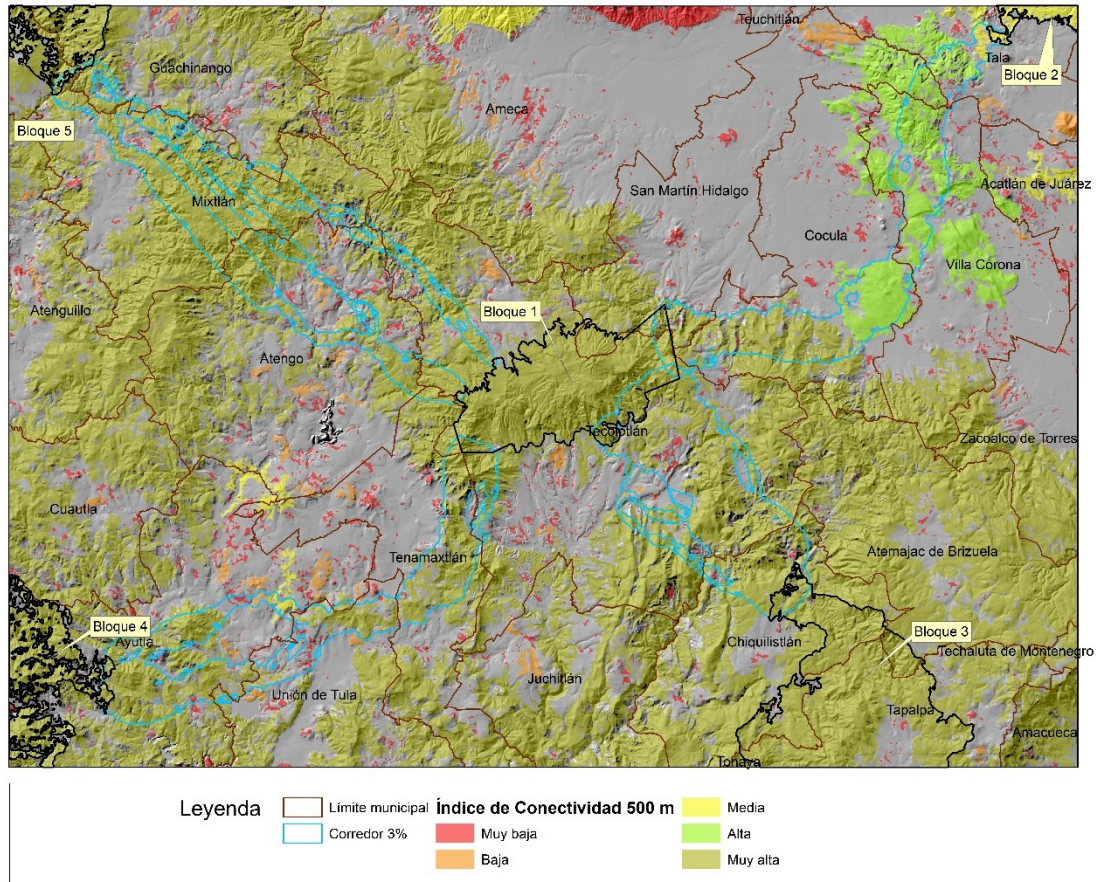 Teuchitlán
Tala
Bloque 2
Guachinango
Ameca
Bloque 5
Acatlán de Juárez
San Martín Hidalgo
Mixtlán
Cocula
Villa Corona
Atenguillo
Bloque 1
Atengo
Tecolotlán
Zacoalco de Torres
Cuautla
Tenamaxtlán
Atemajac de Brizuela
Bloque 4
Ayutla
Chiquilistlán
Bloque 3
Techaluta de Montenegro
Juchitlán
Unión de Tula
Tapalpa
Amacueca
Tonaya
Leyenda
Límite municipal
Corredor 3%
Índice de Conectividad 500 m
Muy baja
Baja
Media
Alta
Muy alta